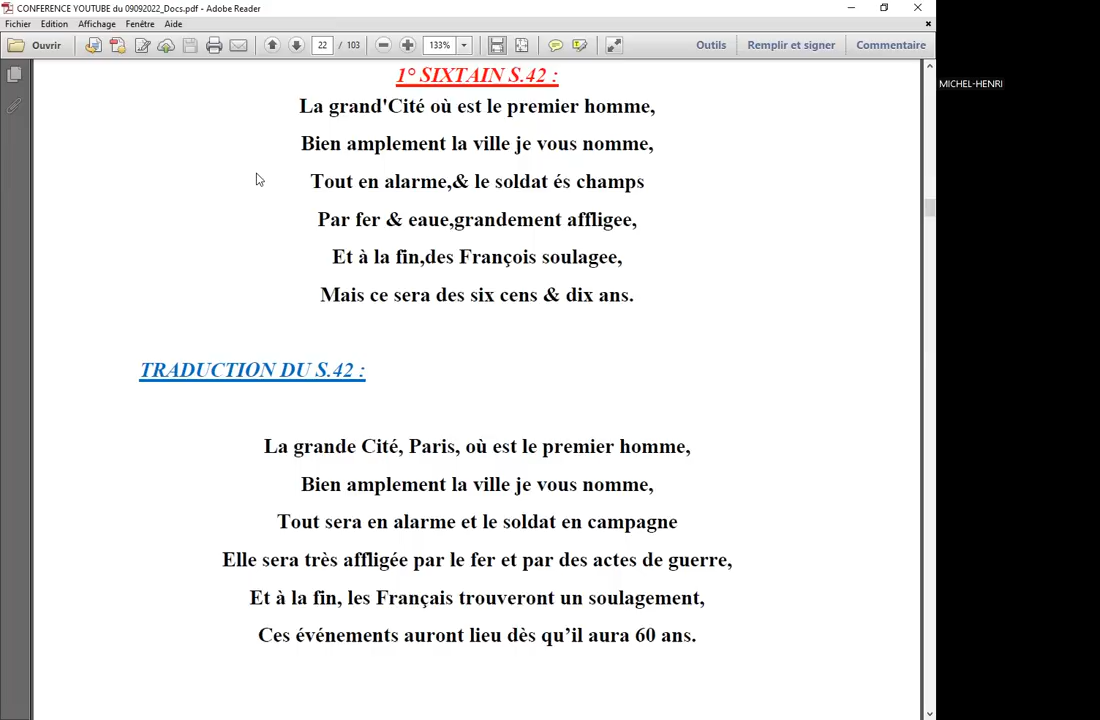 CONFERENCE YOUTUBE du 09092022_Docs.pdf - Adobe Reader
Fichier Edition Affichage Fenêtre Aide
Ouvrir 22 / 103 133% Outils Remplir et signer Commentaire
MICHEL-HENRI
1° SIXTAIN S.42 :
La grand'Cité où est le premier homme,
Bien amplement la ville je vous nomme,
Tout en alarme,& le soldat és champs
Par fer & eaue,grandement affligee,
Et à la fin,des François soulagee,
Mais ce sera des six cens & dix ans.
TRADUCTION DU S.42 :
La grande Cité, Paris, où est le premier homme,
Bien amplement la ville je vous nomme,
Tout sera en alarme et le soldat en campagne
Elle sera très affligée par le fer et par des actes de guerre,
Et à la fin, les Français trouveront un soulagement,
Ces événements auront lieu dès qu’il aura 60 ans.